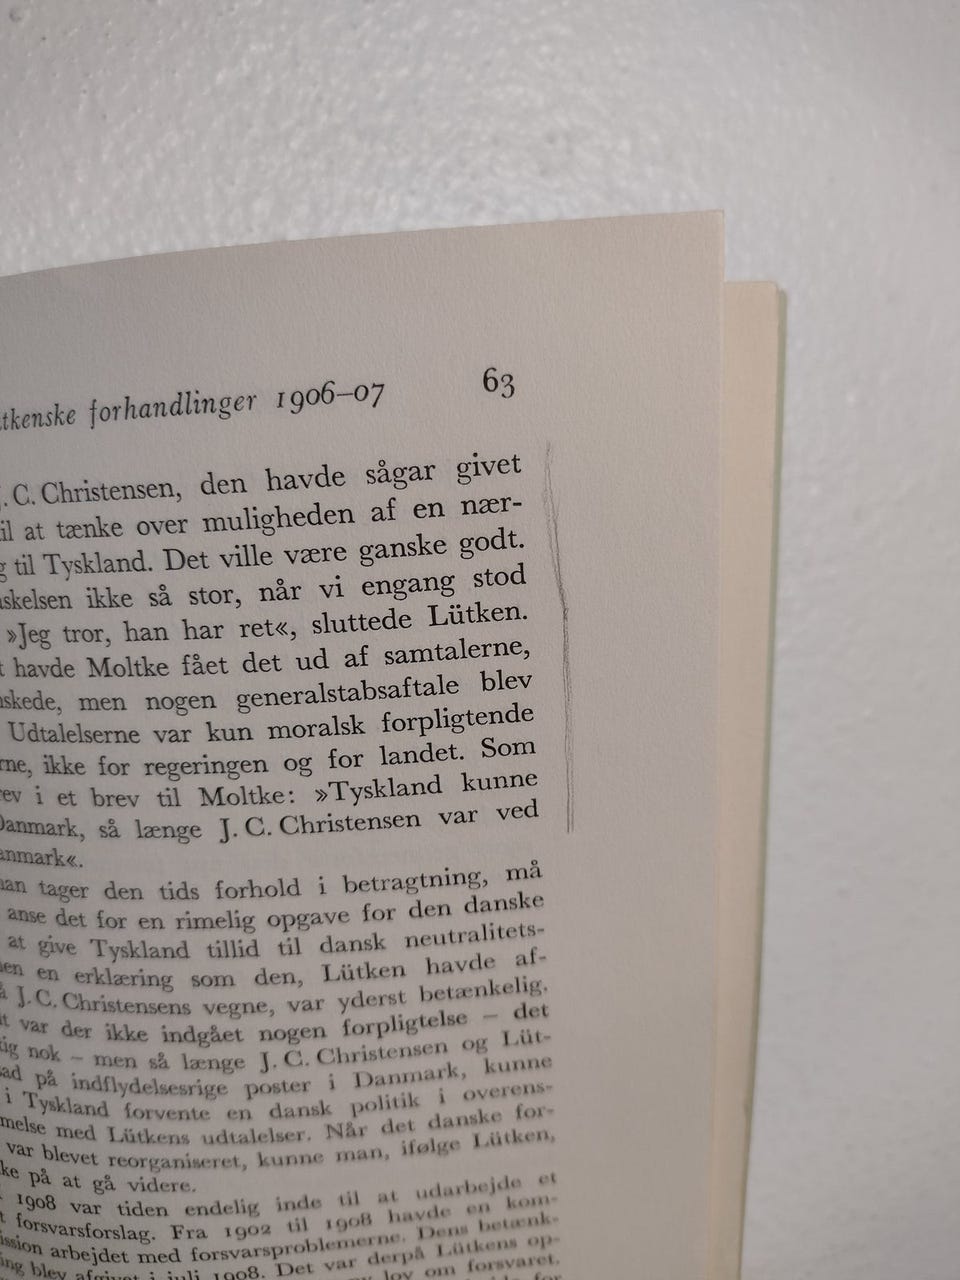 tkenske forhandlinger 1906–07 63
. C. Christensen, den havde sågar givet
il at tænke over muligheden af en nær-
g til Tyskland. Det ville være ganske godt.
skelsen ikke så stor, når vi engang stod
»Jeg tror, han har ret«, sluttede Lütken.
t havde Moltke fået det ud af samtalerne,
skede, men nogen generalstabsaftale blev
Udtalelserne var kun moralsk forpligtende
rne, ikke for regeringen og for landet. Som
ev i et brev til Moltke: »Tyskland kunne
Danmark, så længe J. C. Christensen var ved
anmark«.
nan tager den tids forhold i betragtning, må
anse det for en rimelig opgave for den danske
at give Tyskland tillid til dansk neutralitets-
en en erklæring som den, Lütken havde af-
å J. C. Christensens vegne, var yderst betænkelig.
t var der ikke indgået nogen forpligtelse – det
ig nok – men så længe J. C. Christensen og Lüt-
ad på indflydelsesrige poster i Danmark, kunne
i Tyskland forvente en dansk politik i overens-
melse med Lütkens udtalelser. Når det danske for-
var blevet reorganiseret, kunne man, ifølge Lütken,
ke på at gå videre.
1908 var tiden endelig inde til at udarbejde et
t forsvarsforslag. Fra 1902 til 1908 havde en kom-
ission arbejdet med forsvarsproblemerne. Dens betænk-
ing blev afgivet i juli 1908. Det var derpå Lütkens op-
lov om forsvaret.